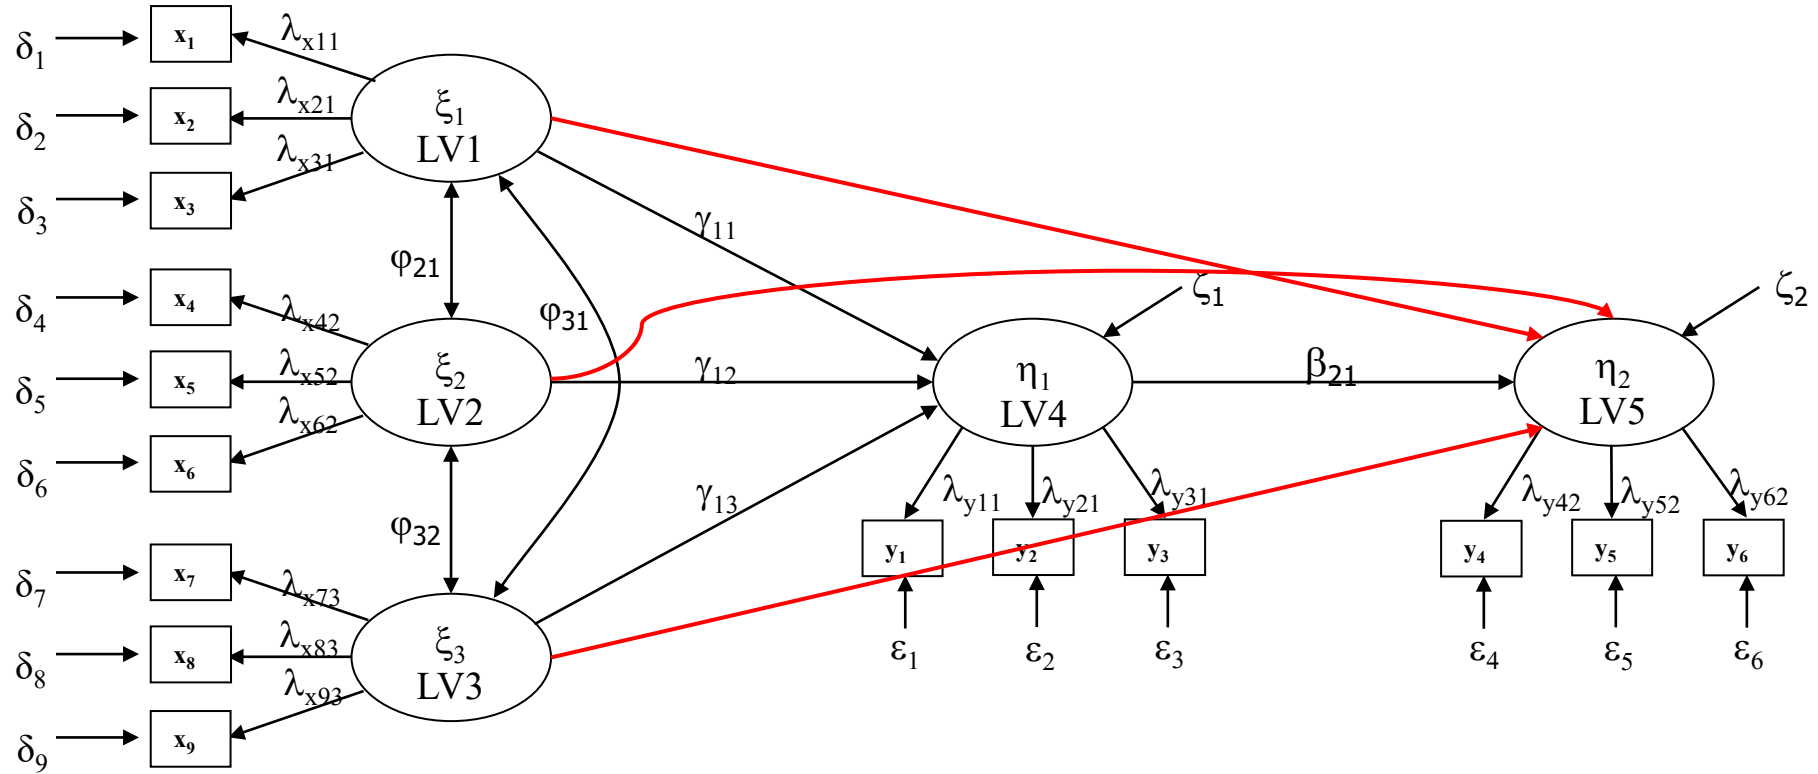 δ1
x1
λx11
δ2
x2
λx21
δ3
x3
λx31
ξ1
LV1
γ11
φ21
φ31
δ4
x4
λx42
δ5
x5
λx52
δ6
x6
λx62
ξ2
LV2
γ12
φ32
δ7
x7
λx73
δ8
x8
λx83
δ9
x9
λx93
ξ3
LV3
γ13
ζ1
η1
LV4
β21
ζ2
η2
LV5
λy11
λy21
λy31
λy42
λy52
λy62
y1
y2
y3
y4
y5
y6
ε1
ε2
ε3
ε4
ε5
ε6